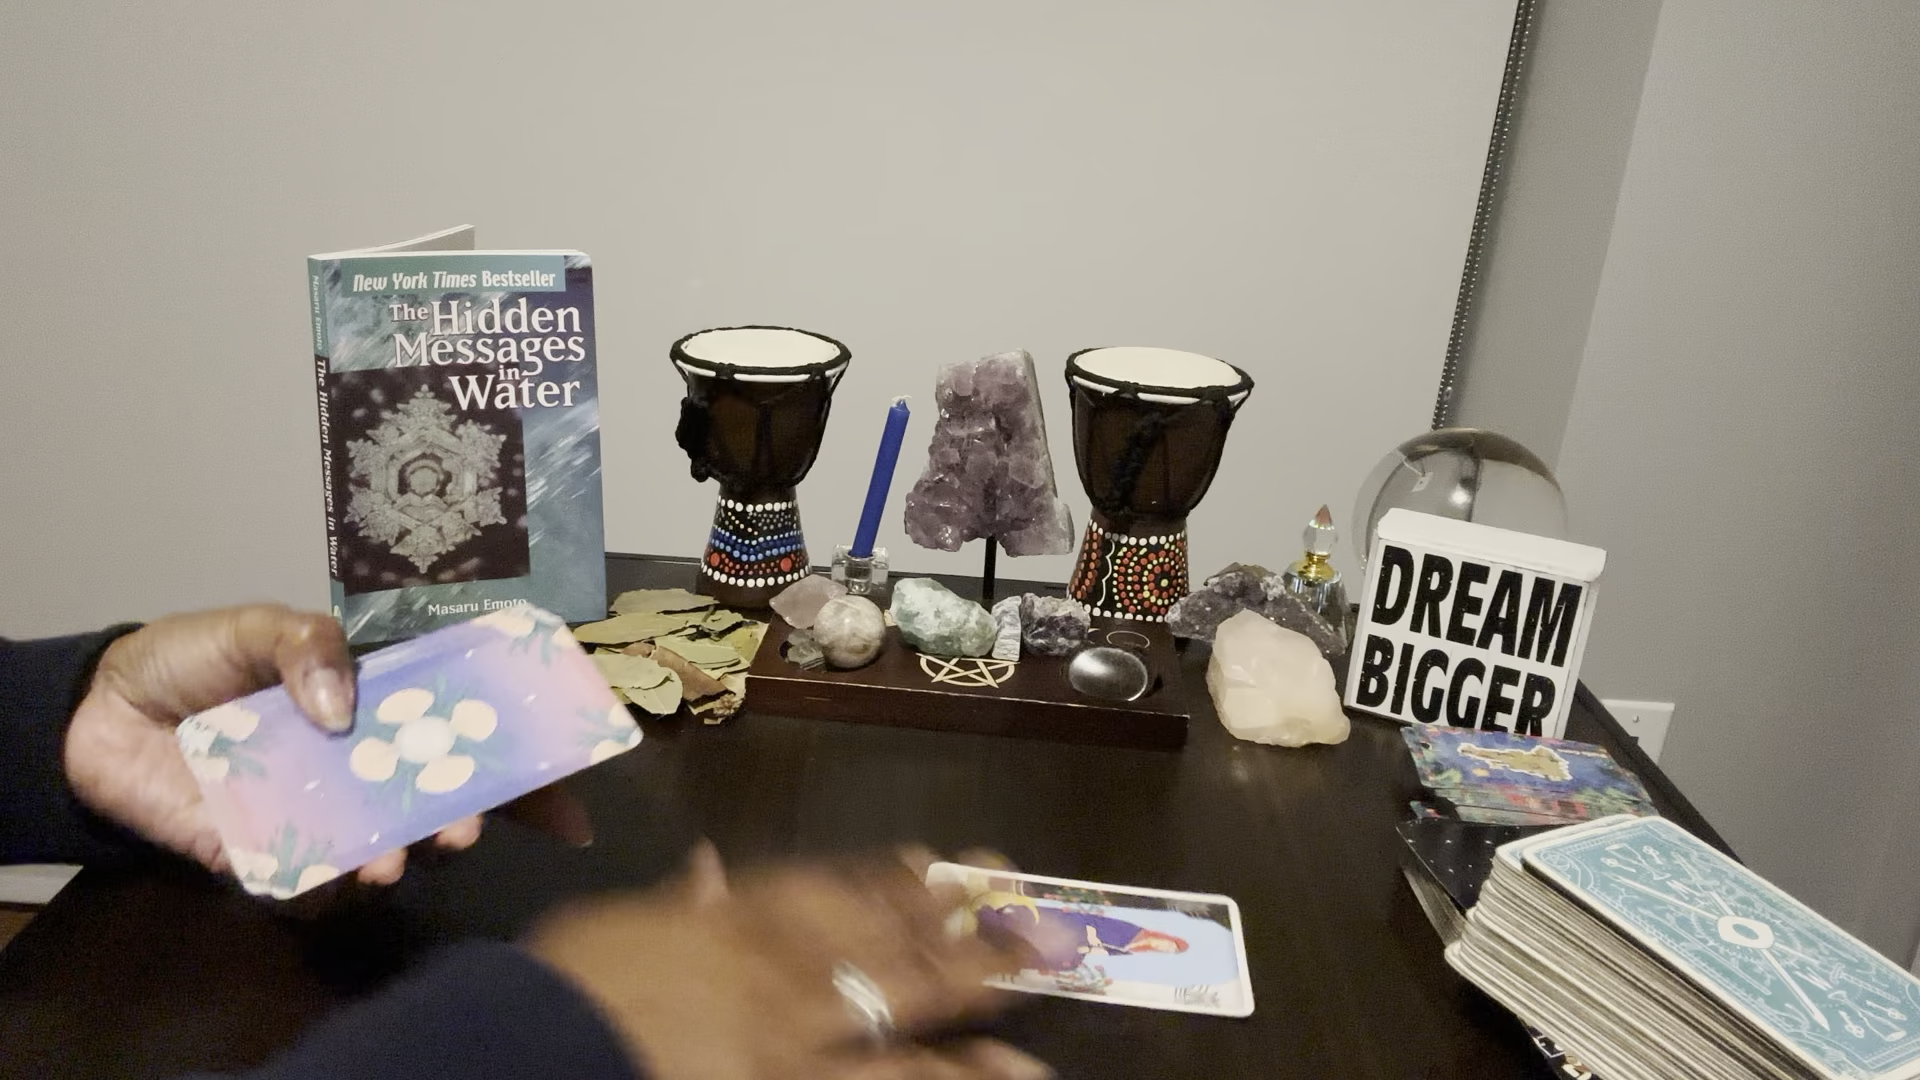 New York Times Bestseller
The Hidden
Messages
in
Water
Masaru Emoto
Masaru Emoto
The Hidden Messages in Water
DREAM
BIGGER